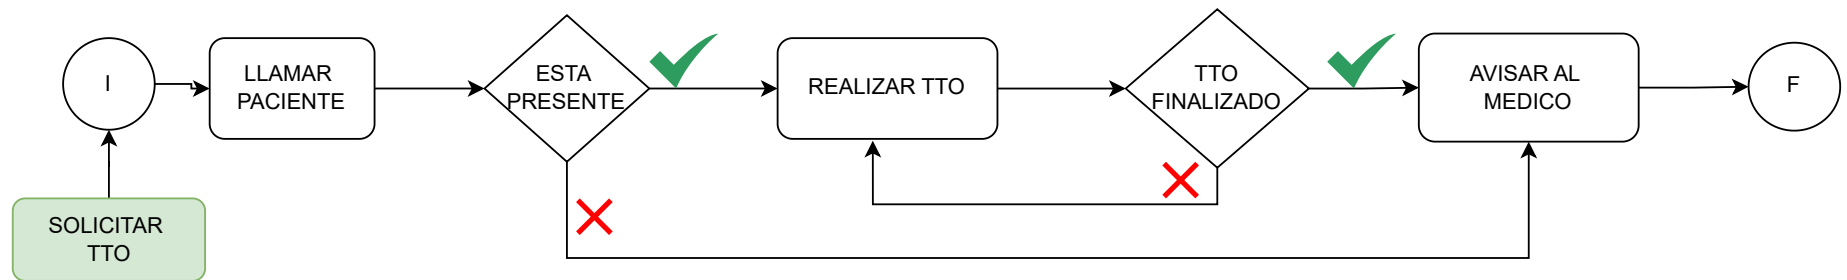 I
LLAMAR
PACIENTE
ESTA
PRESENTE
REALIZAR TTO
TTO
FINALIZADO
AVISAR AL
MEDICO
F
SOLICITAR
TTO